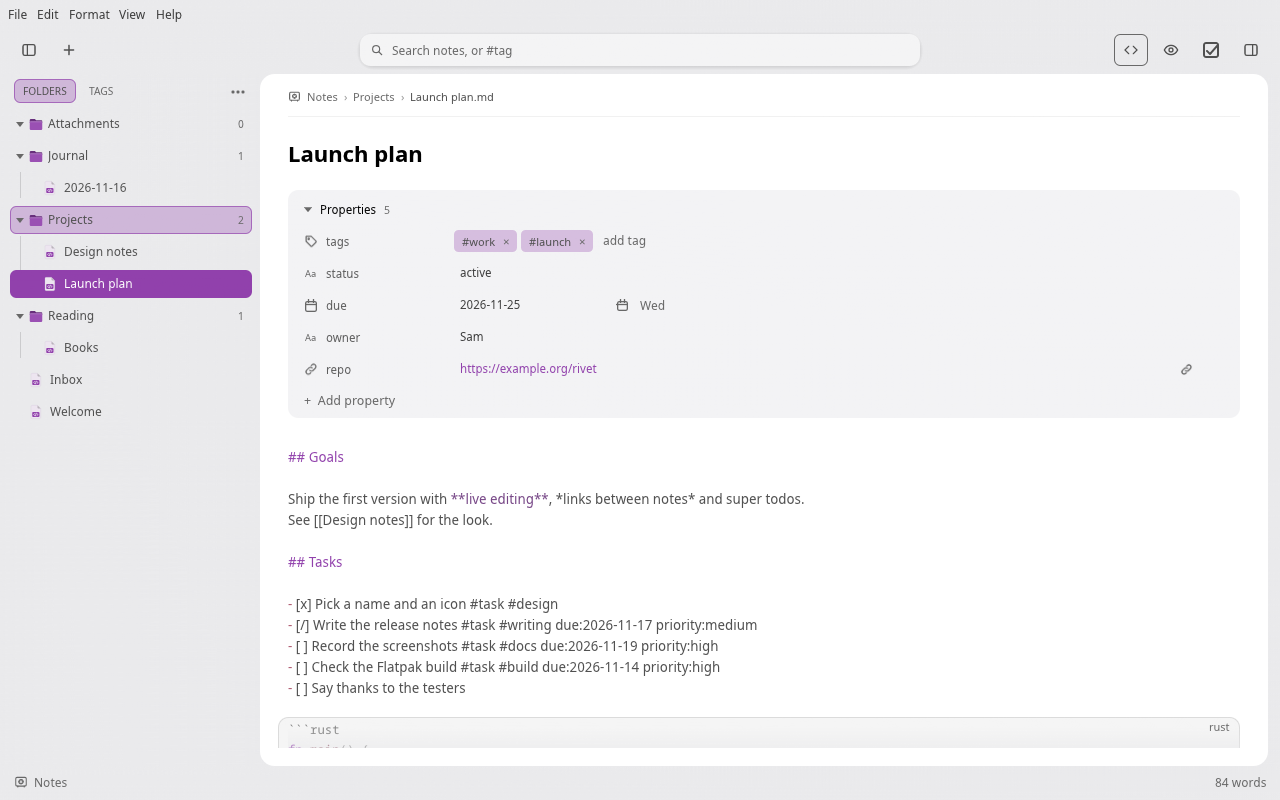 File Edit Format View Help
Search notes, or #tag
FOLDERS TAGS
Attachments 0
Journal 1
2026-11-16
Projects 2
Design notes
Launch plan
Reading 1
Books
Inbox
Welcome
Notes › Projects › Launch plan.md
Launch plan
Properties 5
tags #work × #launch × add tag
Aa status active
due 2026-11-25 Wed
Aa owner Sam
repo https://example.org/rivet
+ Add property
## Goals
Ship the first version with **live editing**, *links between notes* and super todos.
See [[Design notes]] for the look.
## Tasks
- [x] Pick a name and an icon #task #design
- [/] Write the release notes #task #writing due:2026-11-17 priority:medium
- [ ] Record the screenshots #task #docs due:2026-11-19 priority:high
- [ ] Check the Flatpak build #task #build due:2026-11-14 priority:high
- [ ] Say thanks to the testers
```rust rust
Notes 84 words